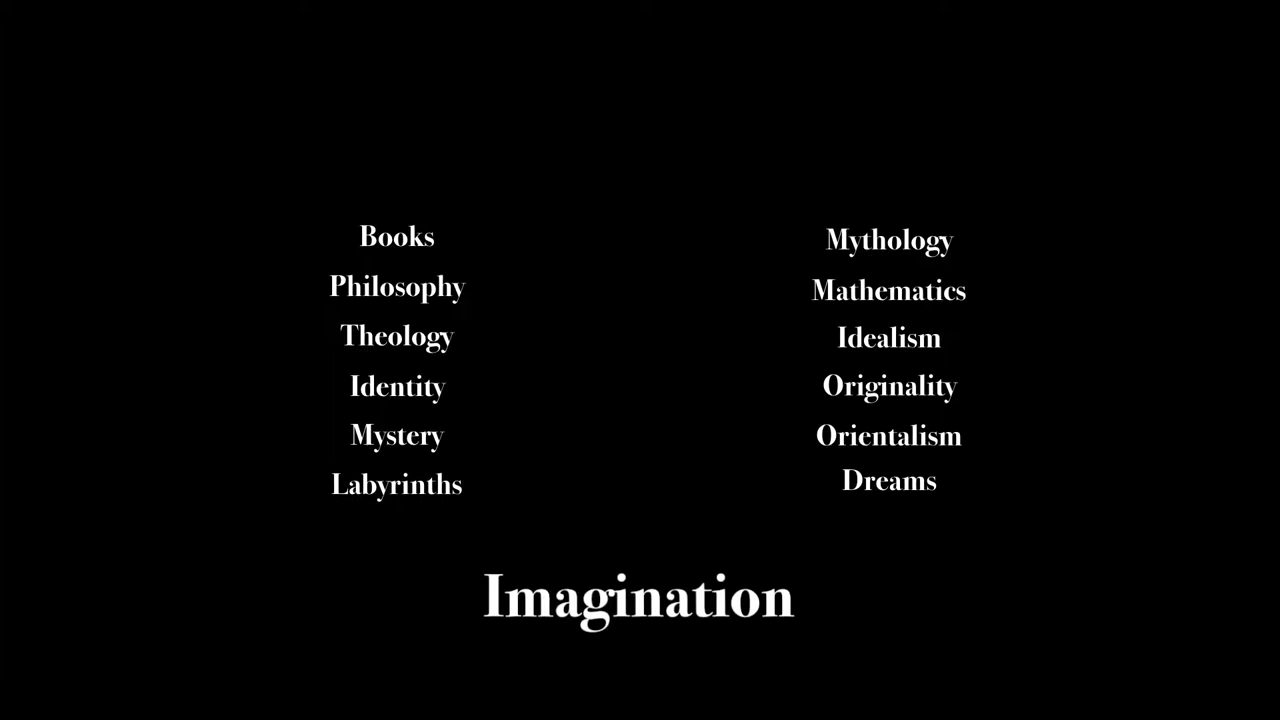 Books
Philosophy
Theology
Identity
Mystery
Labyrinths
Mythology
Mathematics
Idealism
Originality
Orientalism
Dreams
Imagination